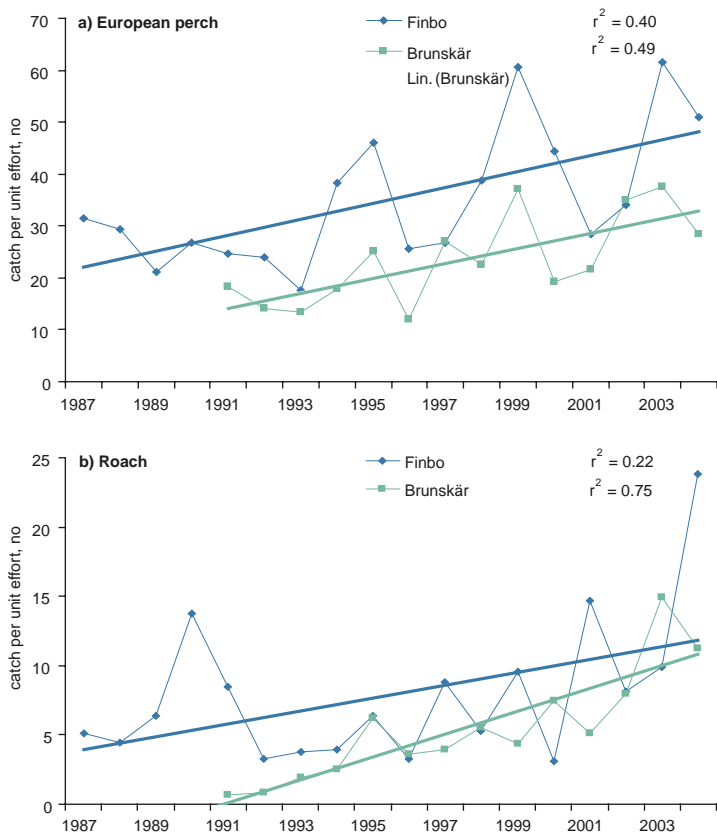 a) European perch
Finbo
r2 = 0.40
Brunskär
r2 = 0.49
Lin. (Brunskär)
catch per unit effort, no
70
60
50
40
30
20
10
0
1987 1989 1991 1993 1995 1997 1999 2001 2003
b) Roach
Finbo
r2 = 0.22
Brunskär
r2 = 0.75
catch per unit effort, no
25
20
15
10
5
0
1987 1989 1991 1993 1995 1997 1999 2001 2003